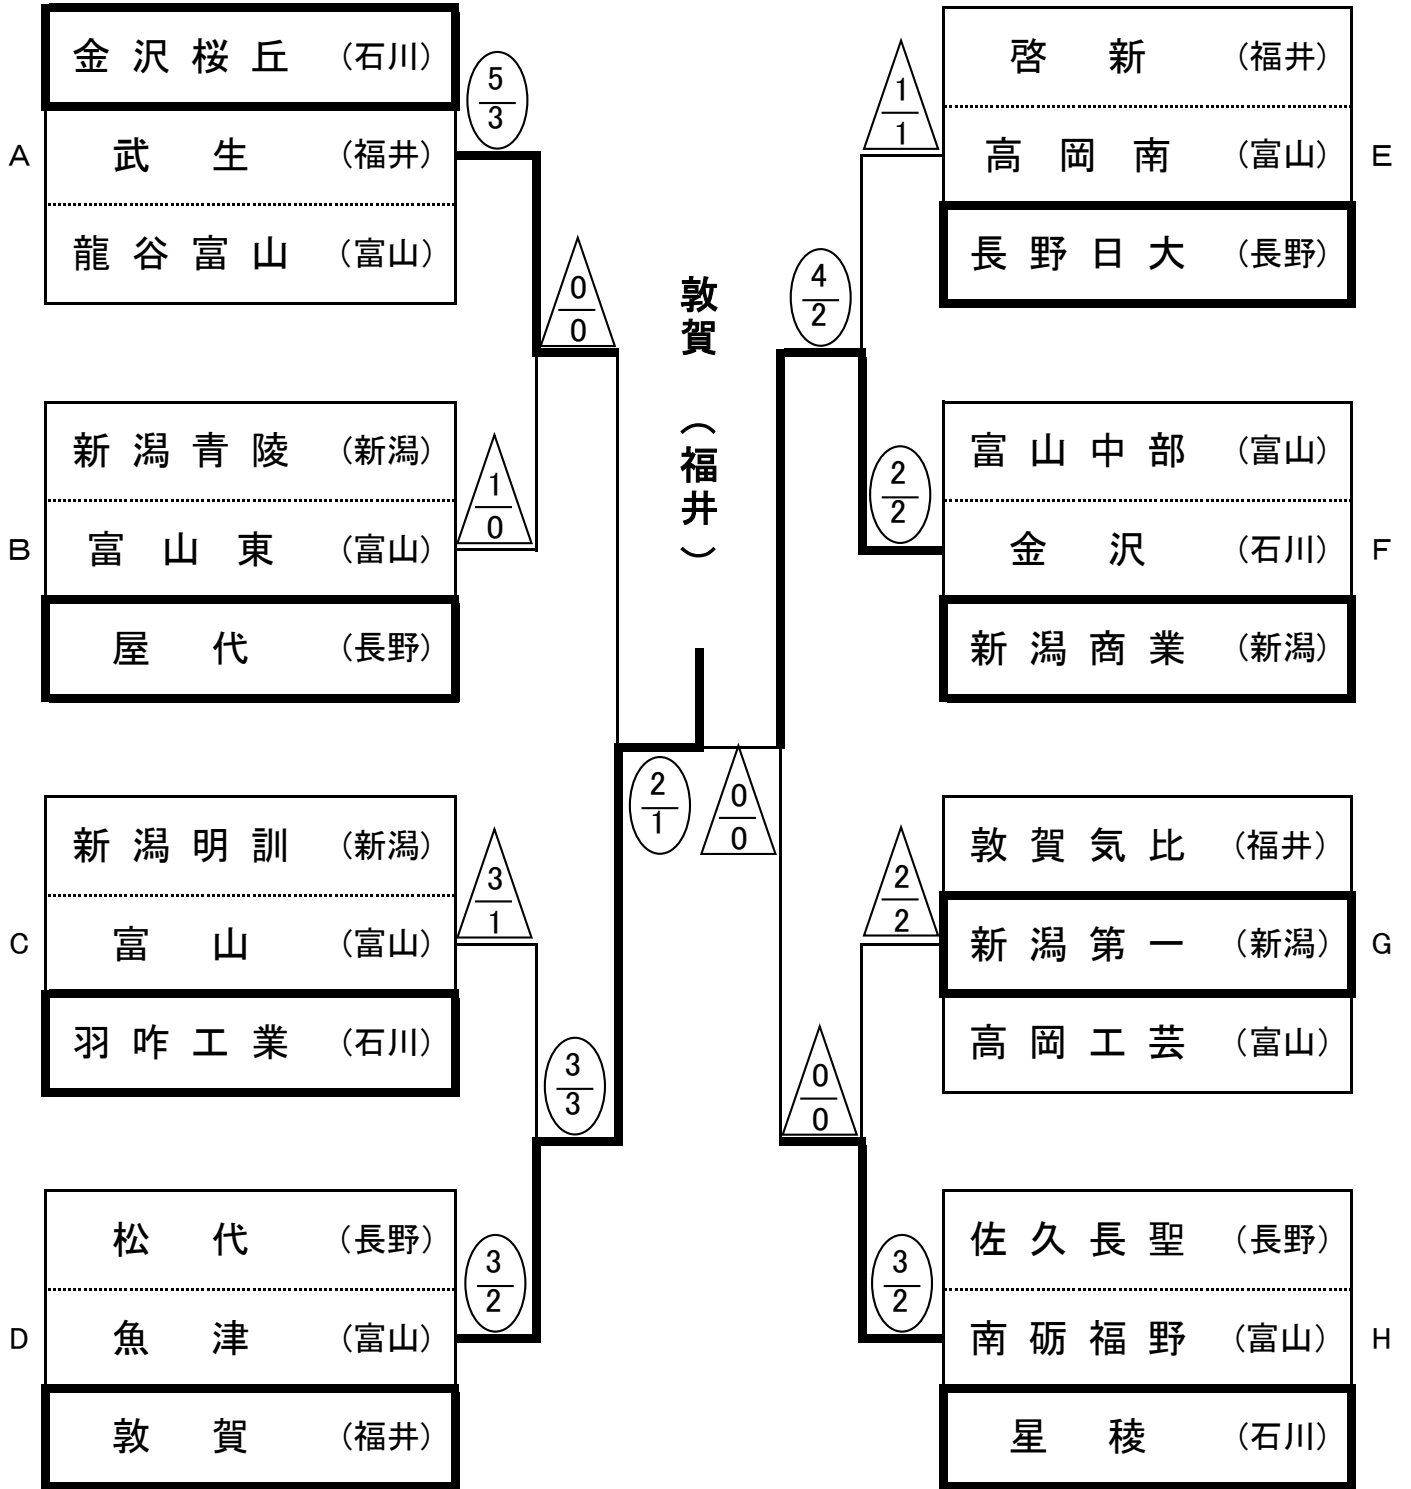 金沢桜丘 (石川)
A 武生 (福井)
龍谷富山 (富山)
5
3
0
0
新潟青陵 (新潟)
B 富山東 (富山)
屋代 (長野)
1
0
新潟明訓 (新潟)
C 富山 (富山)
羽咋工業 (石川)
3
1
3
3
松代 (長野)
D 魚津 (富山)
敦賀 (福井)
3
2
敦賀(福井)
2
1
0
0
啓新 (福井)
高岡南 (富山) E
長野日大 (長野)
1
1
4
2
富山中部 (富山)
金沢 (石川) F
新潟商業 (新潟)
2
2
敦賀気比 (福井)
新潟第一 (新潟) G
高岡工芸 (富山)
2
2
0
0
佐久長聖 (長野)
南砺福野 (富山) H
星稜 (石川)
3
2